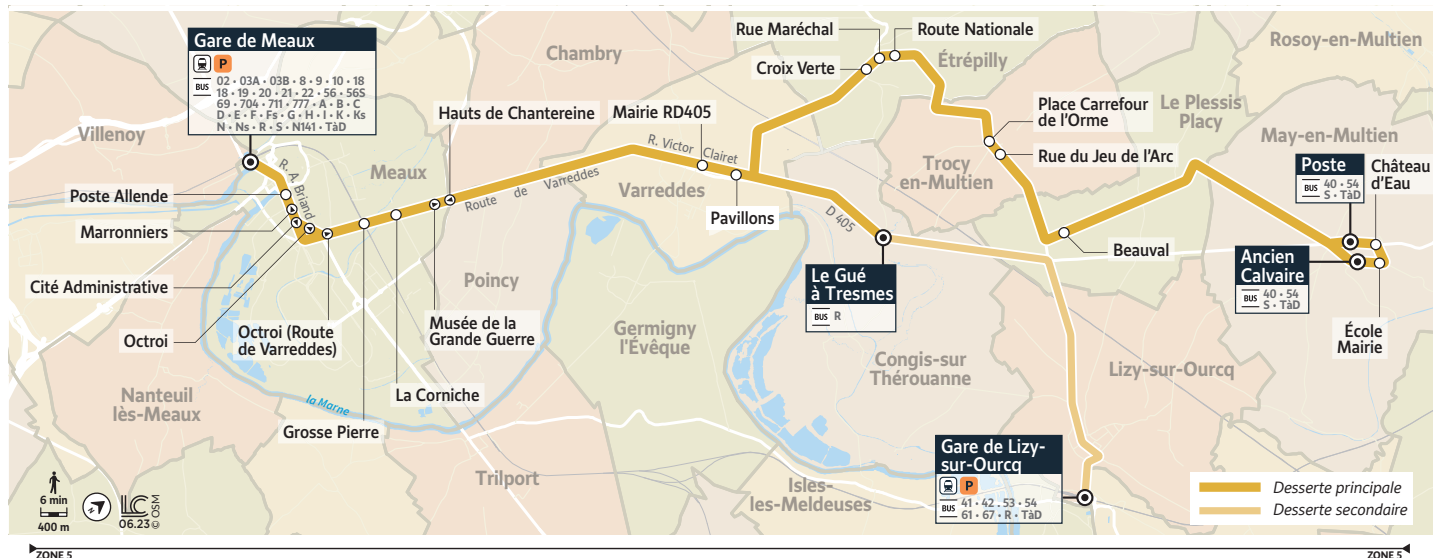 Gare de Meaux
P
BUS
02 • 03A • 03B • 8 • 9 • 10 • 18
18 • 19 • 20 • 21 • 22 • 56 • 56S
69 • 704 • 711 • 777 • A • B • C
D • E • F • Fs • G • H • I • K • Ks
N • Ns • R • S • N141 • TàD
Chambry
Rue Maréchal
Route Nationale
Croix Verte
Étrépilly
Rosoy-en-Multien
Villenoy
Hauts de Chantereine
Mairie RD405
Place Carrefour
de l'Orme
Le Plessis
Placy
May-en-Multien
R. Victor Clairet
Rue du Jeu de l'Arc
Poste
BUS
40 • 54
S • TàD
Château
d'Eau
R. A. Briand
Meaux
Route de Varreddes
Varreddes
Trocy
en-Multien
Poste Allende
Marronniers
Pavillons
D 405
Beauval
Ancien
Calvaire
BUS
40 • 54
S • TàD
Cité Administrative
Poincy
Le Gué
à Tresmes
BUS
R
Octroi
Octroi (Route
de Varreddes)
Musée de la
Grande Guerre
Germigny
l'Évêque
École
Mairie
Congis-sur
Thérouanne
Lizy-sur-Ourcq
Nanteuil
lès-Meaux
la Marne
La Corniche
Grosse Pierre
Gare de Lizy-
sur-Ourcq
P
BUS
41 • 42 • 53 • 54
61 • 67 • R • TàD
Trilport
Isles-
les-Meldeuses
6 min
400 m
LC
06.23
© OSM
Desserte principale
Desserte secondaire
ZONE 5
ZONE 5